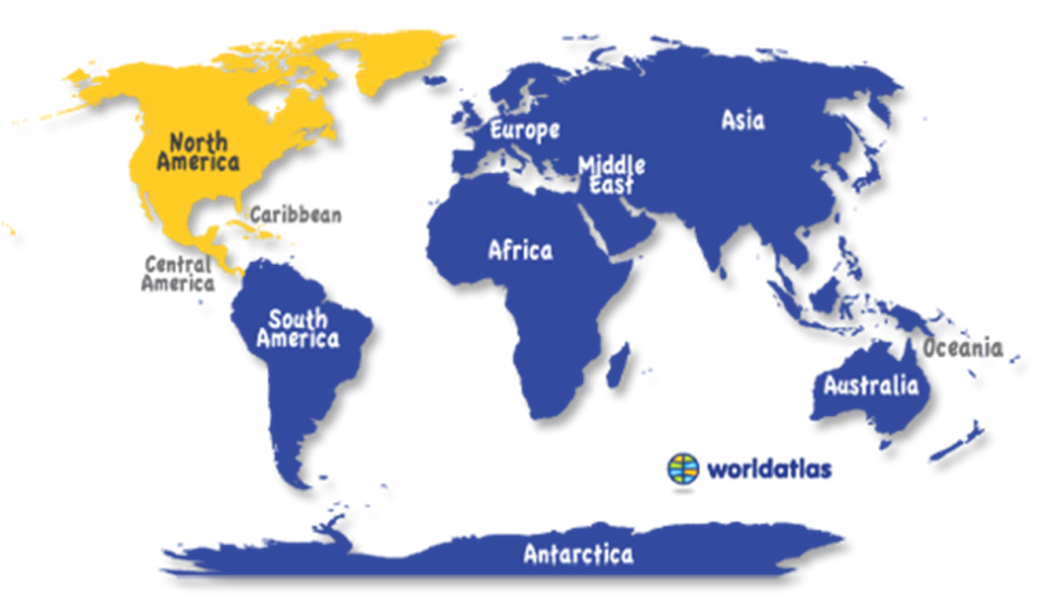 North
America
Caribbean
Central
America
South
America
Europe
Middle
East
Asia
Africa
Oceania
Australia
worldatlas
Antarctica